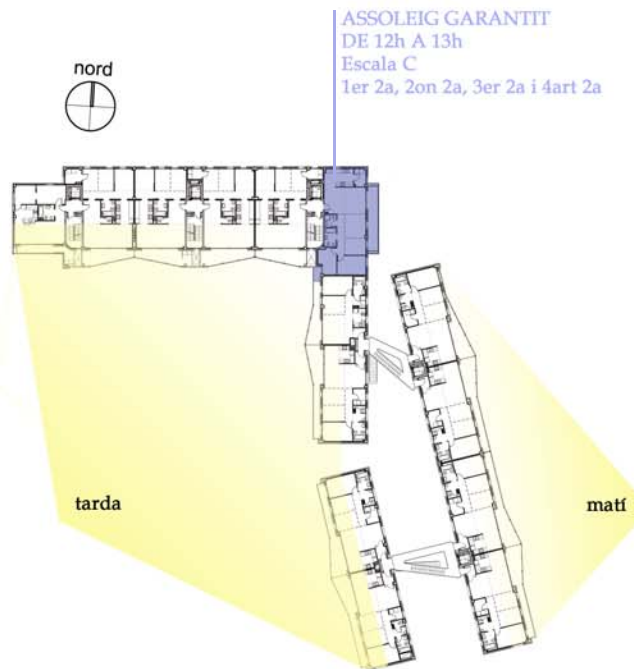 ASSOLEIG GARANTIT
DE 12h A 13h
Escala C
1er 2a, 2on 2a, 3er 2a i 4art 2a
nord
tarda
matí